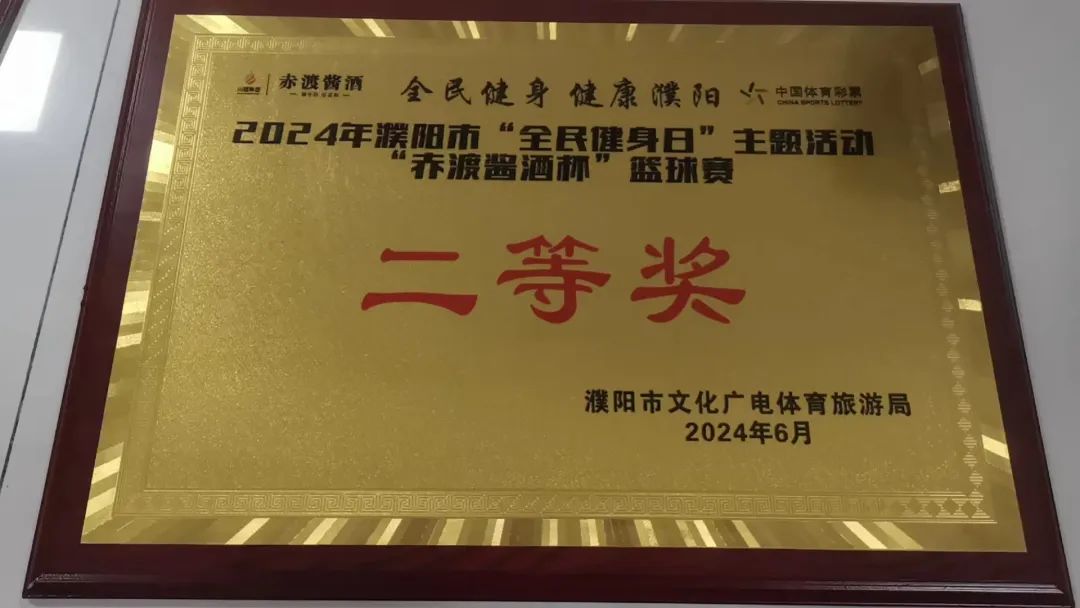 赤渡酱酒 全民健身 健康濮阳 中国体育彩票
CHINA SPORTS LOTTERY
2024年濮阳市“全民健身日”主题活动
“赤渡酱酒杯”篮球赛
二等奖
濮阳市文化广电体育旅游局
2024年6月